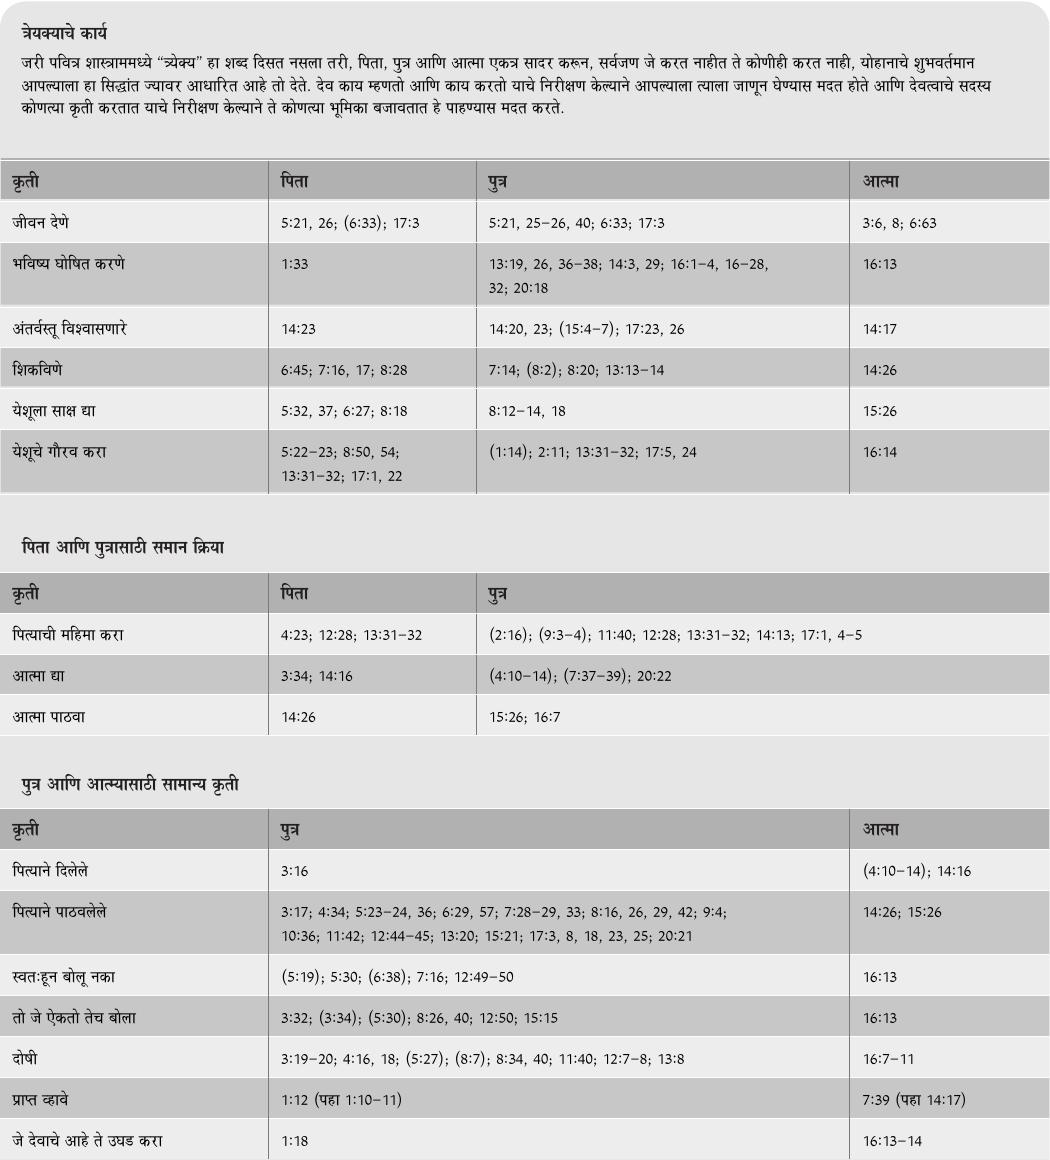 त्रेयक्याचे कार्य
जरी पवित्र शास्त्राममध्ये “त्र्येक्य” हा शब्द दिसत नसला तरी, पिता, पुत्र आणि आत्मा एकत्र सादर करून, सर्वजण जे करत नाहीत ते कोणीही करत नाही, योहानाचे शुभवर्तमान
आपल्याला हा सिद्धांत ज्यावर आधारित आहे तो देते. देव काय म्हणतो आणि काय करतो याचे निरीक्षण केल्याने आपल्याला त्याला जाणून घेण्यास मदत होते आणि देवत्वाचे सदस्य
कोणत्या कृती करतात याचे निरीक्षण केल्याने ते कोणत्या भूमिका बजावतात हे पाहण्यास मदत करते.
कृती पिता पुत्र आत्मा
जीवन देणे 5:21, 26; (6:33); 17:3 5:21, 25–26, 40; 6:33; 17:3 3:6, 8; 6:63
भविष्य घोषित करणे 1:33 13:19, 26, 36–38; 14:3, 29; 16:1–4, 16–28, 16:13
32; 20:18
अंतर्वस्तू विश्वासणारे 14:23 14:20, 23; (15:4–7); 17:23, 26 14:17
शिकविणे 6:45; 7:16, 17; 8:28 7:14; (8:2); 8:20; 13:13–14 14:26
येशूला साक्ष द्या 5:32, 37; 6:27; 8:18 8:12–14, 18 15:26
येशूचे गौरव करा 5:22–23; 8:50, 54; (1:14); 2:11; 13:31–32; 17:5, 24 16:14
13:31–32; 17:1, 22
पिता आणि पुत्रासाठी समान क्रिया
कृती पिता पुत्र
पित्याची महिमा करा 4:23; 12:28; 13:31–32 (2:16); (9:3–4); 11:40; 12:28; 13:31–32; 14:13; 17:1, 4–5
आत्मा द्या 3:34; 14:16 (4:10–14); (7:37–39); 20:22
आत्मा पाठवा 14:26 15:26; 16:7
पुत्र आणि आत्म्यासाठी सामान्य कृती
कृती पुत्र आत्मा
पित्याने दिलेले 3:16 (4:10–14); 14:16
पित्याने पाठवलेले 3:17; 4:34; 5:23–24, 36; 6:29, 57; 7:28–29, 33; 8:16, 26, 29, 42; 9:4; 14:26; 15:26
10:36; 11:42; 12:44–45; 13:20; 15:21; 17:3, 8, 18, 23, 25; 20:21
स्वतःहून बोलू नका (5:19); 5:30; (6:38); 7:16; 12:49–50 16:13
तो जे ऐकतो तेच बोला 3:32; (3:34); (5:30); 8:26, 40; 12:50; 15:15 16:13
दोषी 3:19–20; 4:16, 18; (5:27); (8:7); 8:34, 40; 11:40; 12:7–8; 13:8 16:7–11
प्राप्त व्हावे 1:12 (पहा 1:10–11) 7:39 (पहा 14:17)
जे देवाचे आहे ते उघड करा 1:18 16:13–14